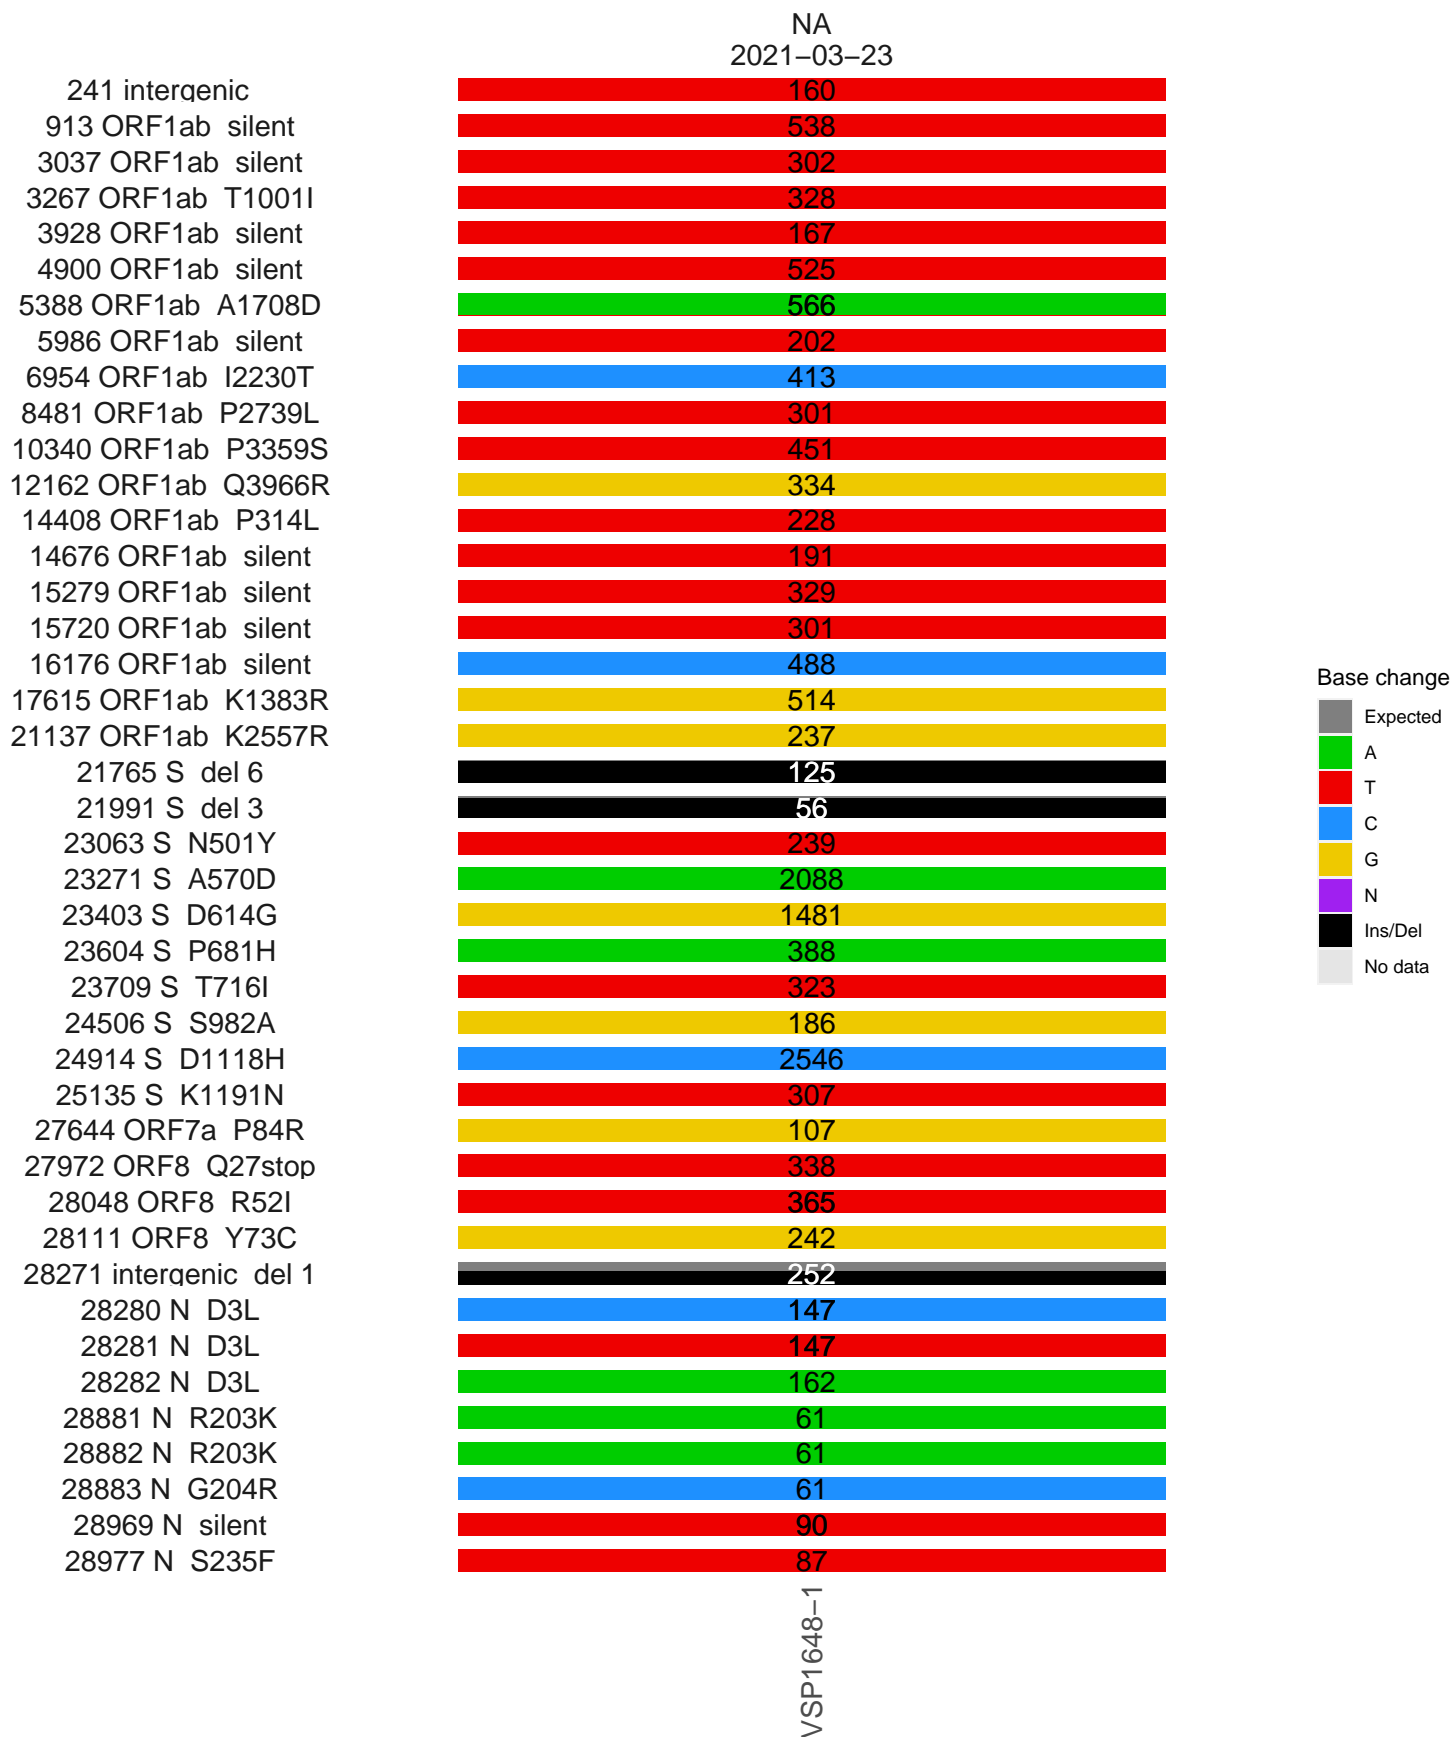 NA
2021−03−23
241 intergenic 160
913 ORF1ab silent 538
3037 ORF1ab silent 302
3267 ORF1ab T1001I 328
3928 ORF1ab silent 167
4900 ORF1ab silent 525
5388 ORF1ab A1708D 566
5986 ORF1ab silent 202
6954 ORF1ab I2230T 413
8481 ORF1ab P2739L 301
10340 ORF1ab P3359S 451
12162 ORF1ab Q3966R 334
14408 ORF1ab P314L 228
14676 ORF1ab silent 191
15279 ORF1ab silent 329
15720 ORF1ab silent 301
16176 ORF1ab silent 488
17615 ORF1ab K1383R 514
21137 ORF1ab K2557R 237
21765 S del 6 125
21991 S del 3 56
23063 S N501Y 239
23271 S A570D 2088
23403 S D614G 1481
23604 S P681H 388
23709 S T716I 323
24506 S S982A 186
24914 S D1118H 2546
25135 S K1191N 307
27644 ORF7a P84R 107
27972 ORF8 Q27stop 338
28048 ORF8 R52I 365
28111 ORF8 Y73C 242
28271 intergenic del 1 252
28280 N D3L 147
28281 N D3L 147
28282 N D3L 162
28881 N R203K 61
28882 N R203K 61
28883 N G204R 61
28969 N silent 90
28977 N S235F 87
VSP1648−1
Base change
Expected
A
T
C
G
N
Ins/Del
No data